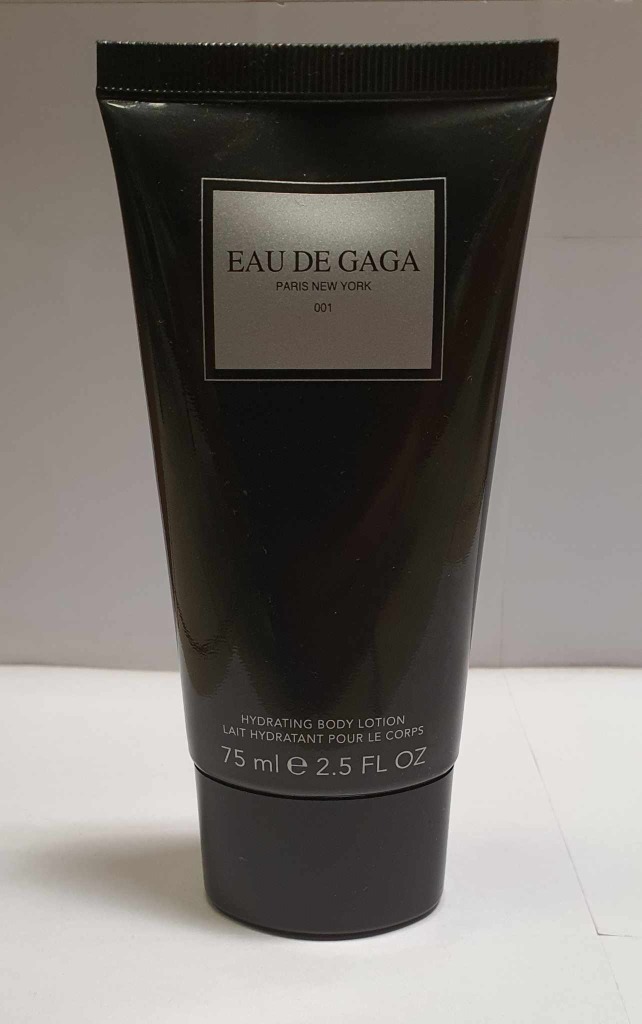 EAU DE GAGA
PARIS NEW YORK
001
HYDRATING BODY LOTION
LAIT HYDRATANT POUR LE CORPS
75 ml ℮ 2.5 FL OZ